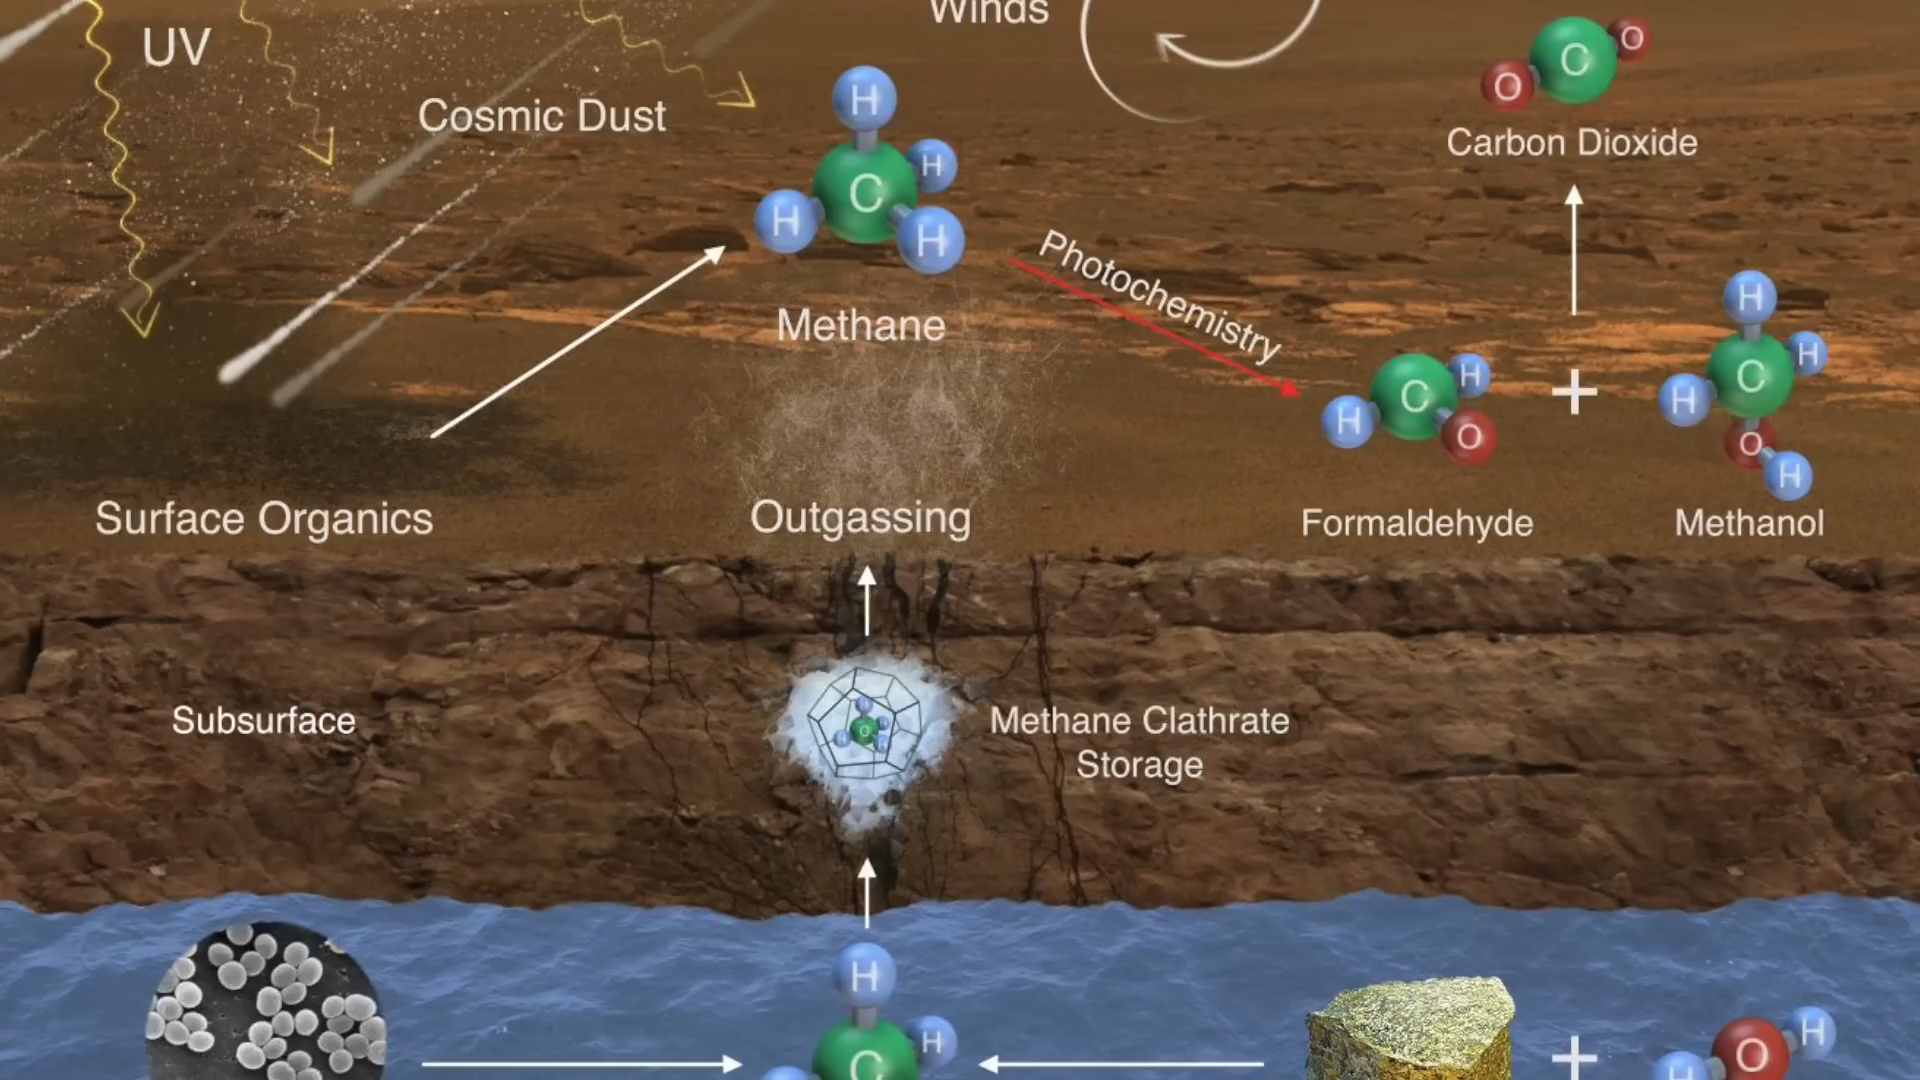 Winds
UV
Cosmic Dust
O
C
O
Carbon Dioxide
H
H
C
H
H
Methane
Photochemistry
H
H
C
H
O
H
C
H
+
O
H
H
Surface Organics
Outgassing
Formaldehyde
Methanol
Subsurface
Methane Clathrate
Storage
H
H
C
H
O
H
+